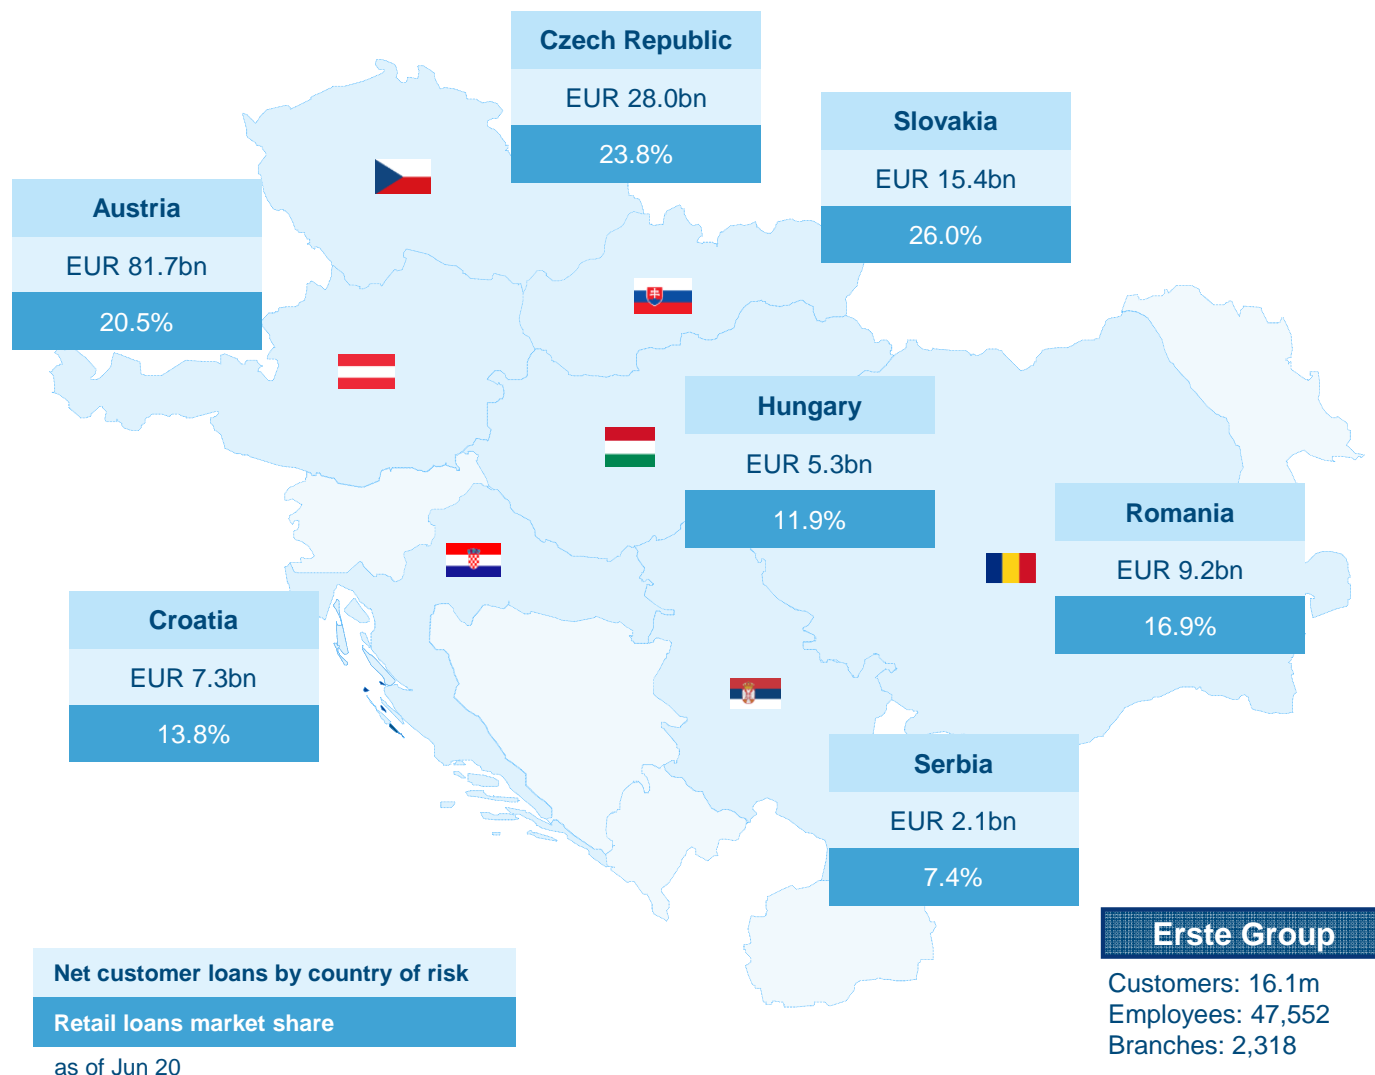 Czech Republic
EUR 28.0bn
23.8%
Slovakia
EUR 15.4bn
26.0%
Austria
EUR 81.7bn
20.5%
Hungary
EUR 5.3bn
11.9%
Romania
EUR 9.2bn
16.9%
Croatia
EUR 7.3bn
13.8%
Serbia
EUR 2.1bn
7.4%
Erste Group
Customers: 16.1m
Employees: 47,552
Branches: 2,318
Net customer loans by country of risk
Retail loans market share
as of Jun 20